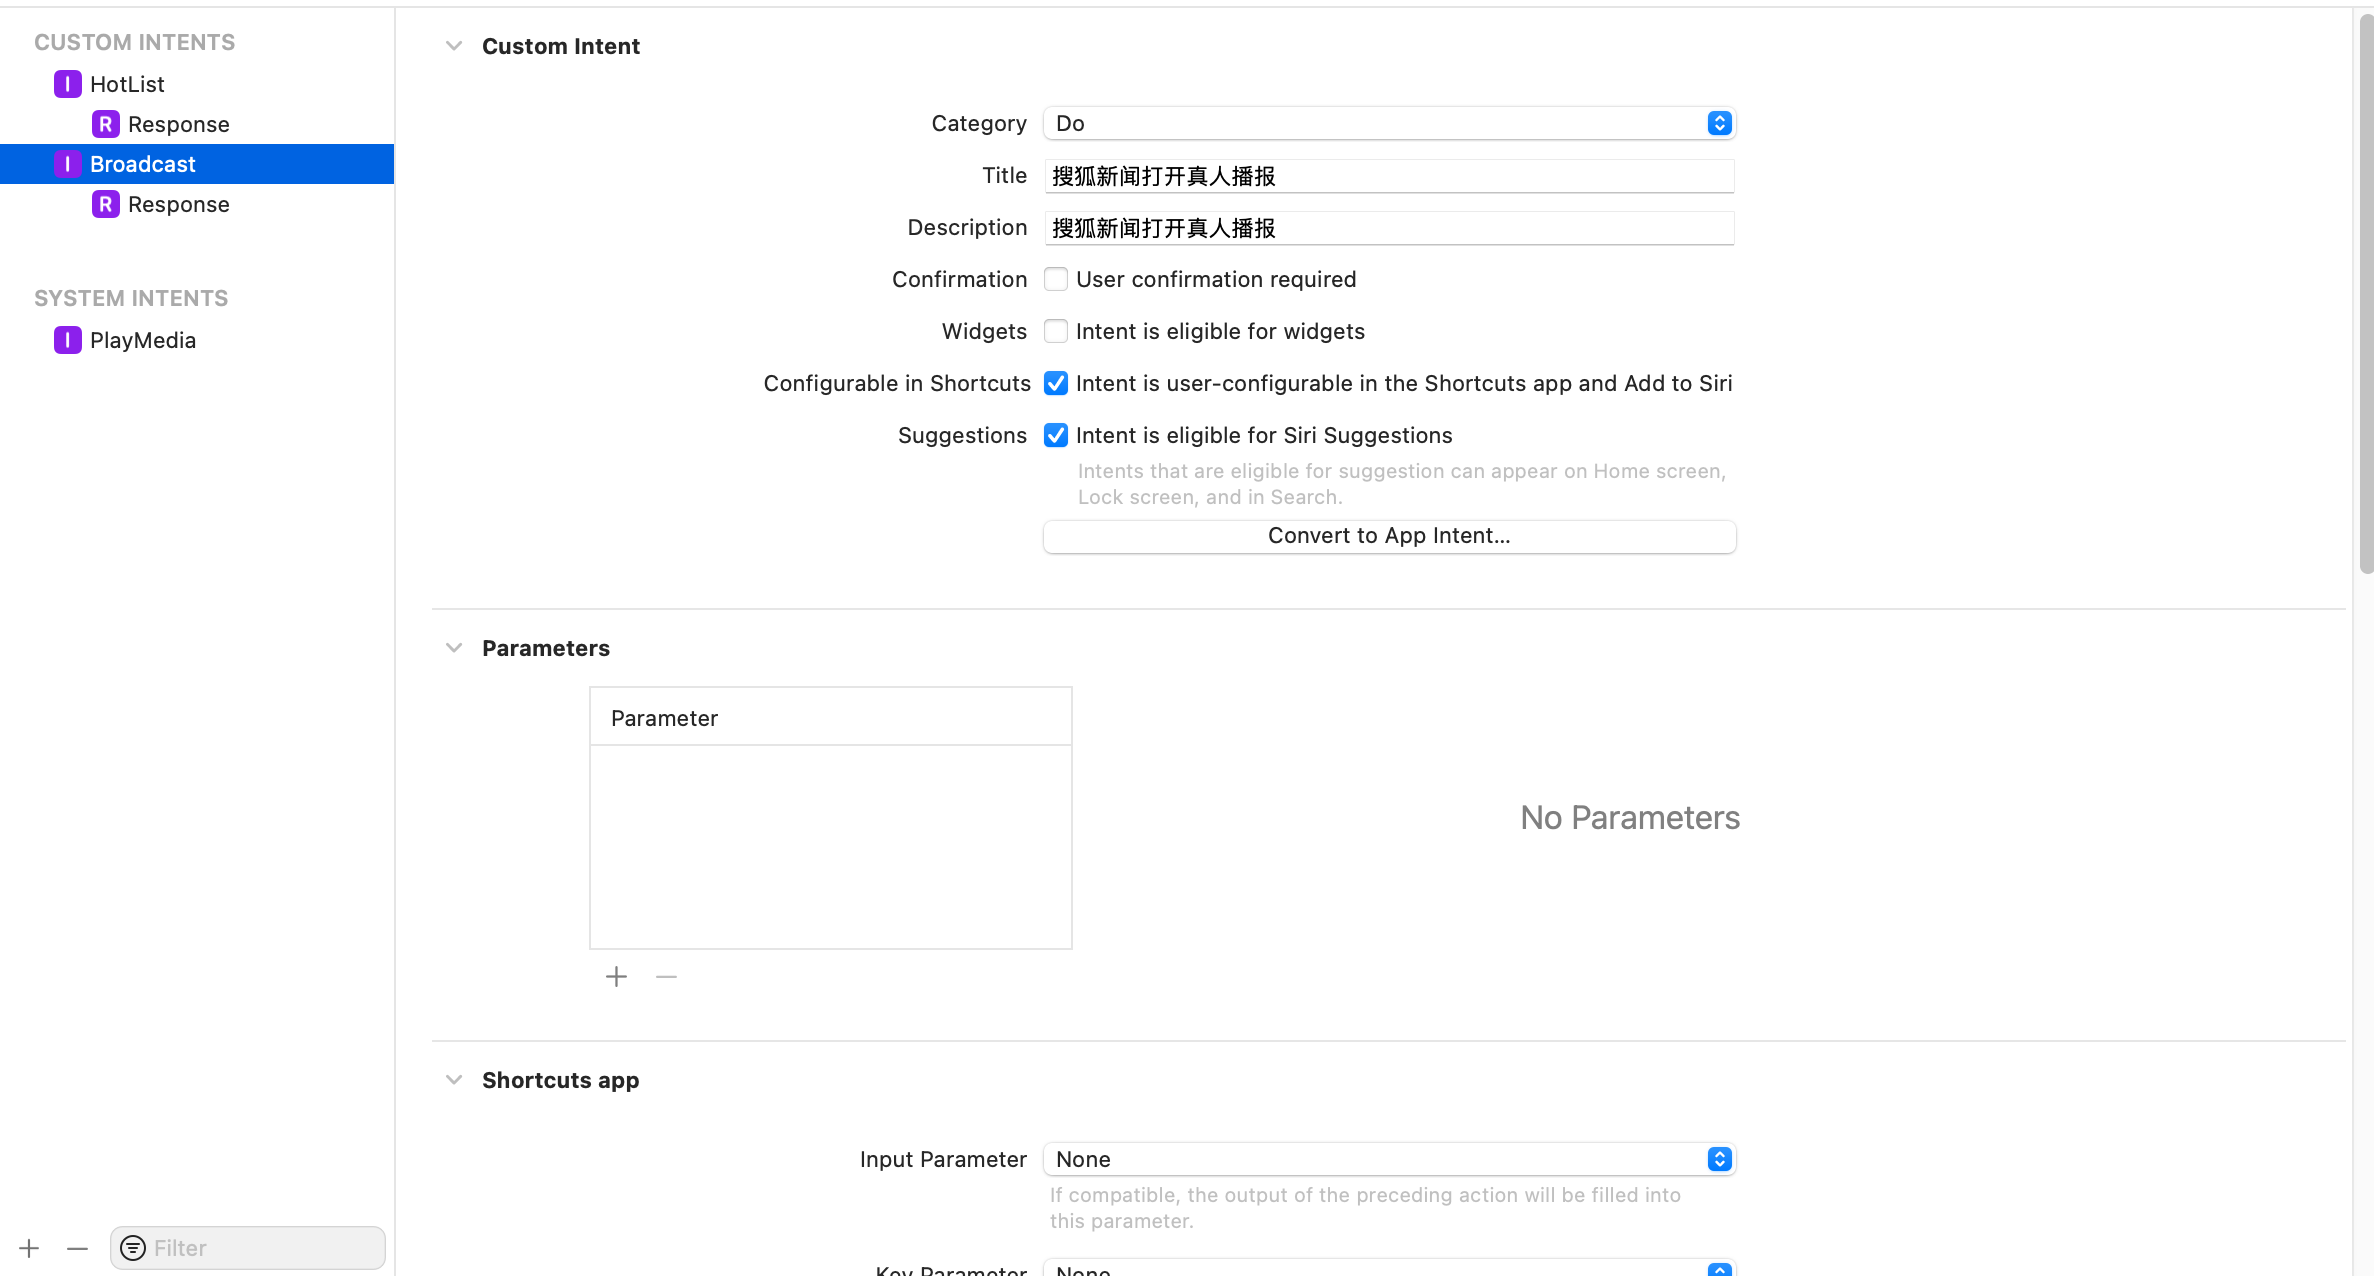 CUSTOM INTENTS
I HotList
R Response
I Broadcast
R Response
SYSTEM INTENTS
I PlayMedia
Filter
Custom Intent
Category Do
Title 搜狐新闻打开真人播报
Description 搜狐新闻打开真人播报
Confirmation User confirmation required
Widgets Intent is eligible for widgets
Configurable in Shortcuts Intent is user-configurable in the Shortcuts app and Add to Siri
Suggestions Intent is eligible for Siri Suggestions
Intents that are eligible for suggestion can appear on Home screen,
Lock screen, and in Search.
Convert to App Intent...
Parameters
Parameter
No Parameters
Shortcuts app
Input Parameter None
If compatible, the output of the preceding action will be filled into
this parameter.
Key Parameter None